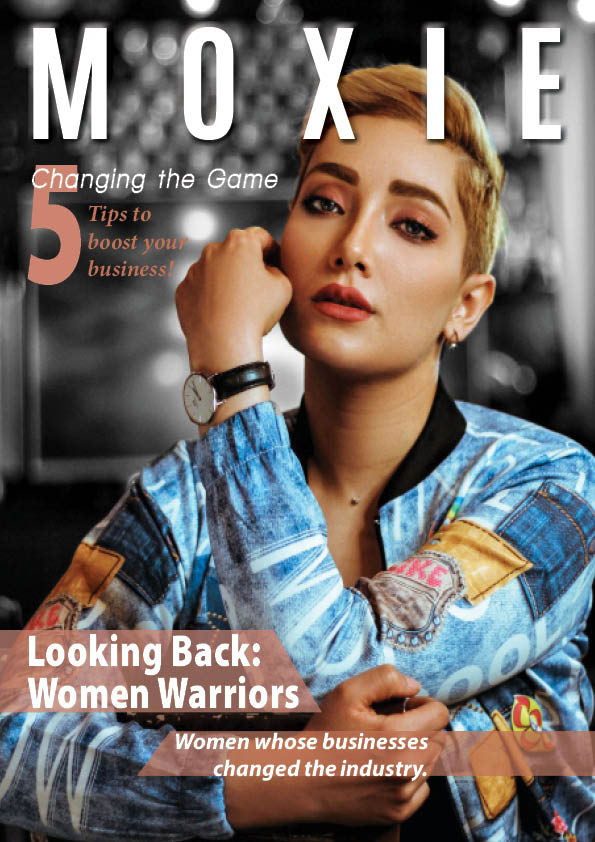 MOXIE
Changing the Game
5 Tips to
boost your
business!
Looking Back:
Women Warriors
Women whose businesses
changed the industry.